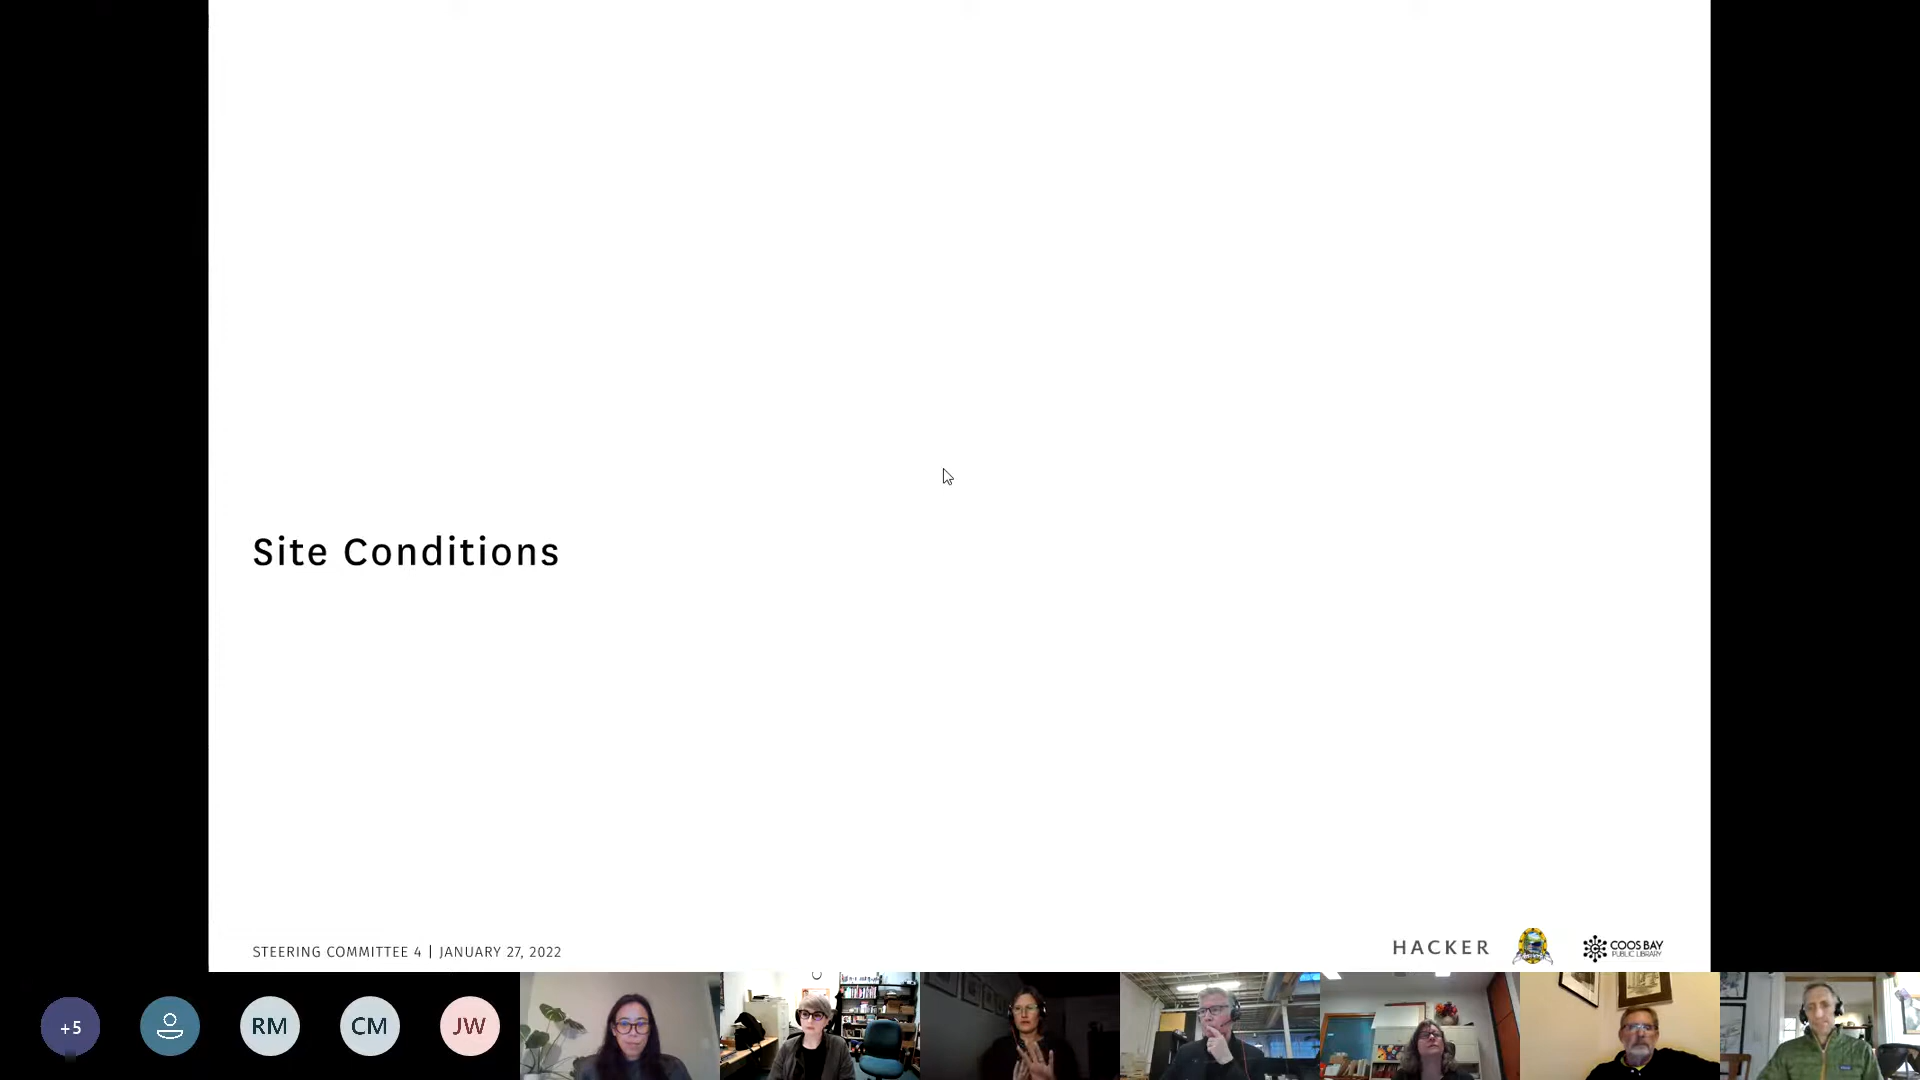 Site Conditions
STEERING COMMITTEE 4 | JANUARY 27, 2022
HACKER
COOS BAY
PUBLIC LIBRARY
+5
RM
CM
JW